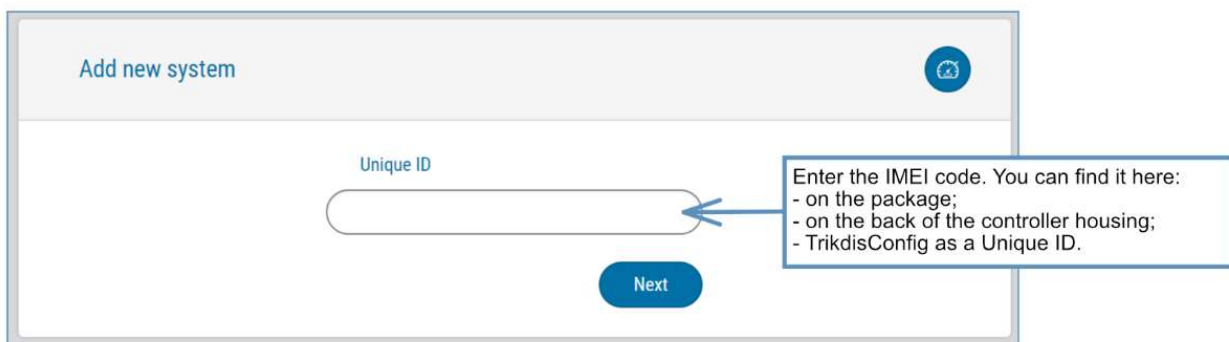 Add new system
Unique ID
Enter the IMEI code. You can find it here:
- on the package;
- on the back of the controller housing;
- TrikdisConfig as a Unique ID.
Next